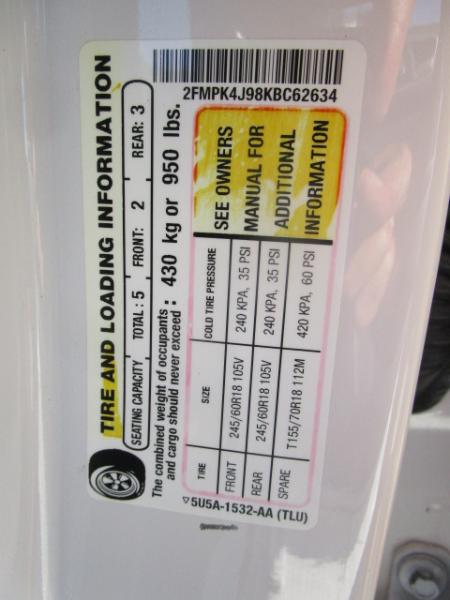 TIRE AND LOADING INFORMATION
SEATING CAPACITY TOTAL : 5 FRONT: 2 REAR: 3
The combined weight of occupants
and cargo should never exceed : 430 kg or 950 lbs.
TIRE SIZE COLD TIRE PRESSURE
FRONT 245/60R18 105V 240 KPA, 35 PSI
REAR 245/60R18 105V 240 KPA, 35 PSI
SPARE T155/70R18 112M 420 KPA, 60 PSI
SEE OWNERS
MANUAL FOR
ADDITIONAL
INFORMATION
▽5U5A-1532-AA (TLU)
2FMPK4J98KBC62634